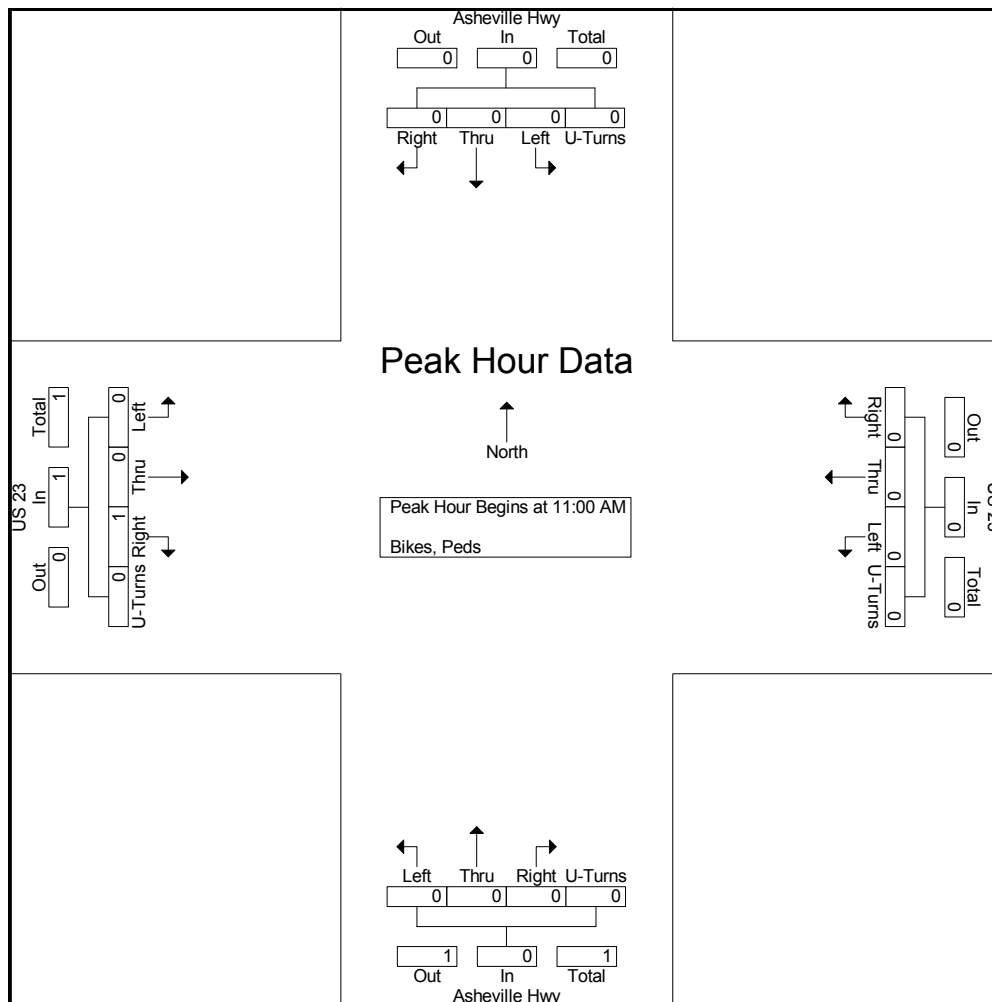 Asheville Hwy
Out In Total
0 0 0
0 0 0 0
Right Thru Left U-Turns
Peak Hour Data
North
Peak Hour Begins at 11:00 AM
Bikes, Peds
US 23
Total In Out
1 1 0
0 0 1 0
Left Thru Right U-Turns
Right Thru Left U-Turns
0 0 0 0
Out In Total
0 0 0
Left Thru Right U-Turns
0 0 0 0
1 0 1
Out In Total
Asheville Hwy